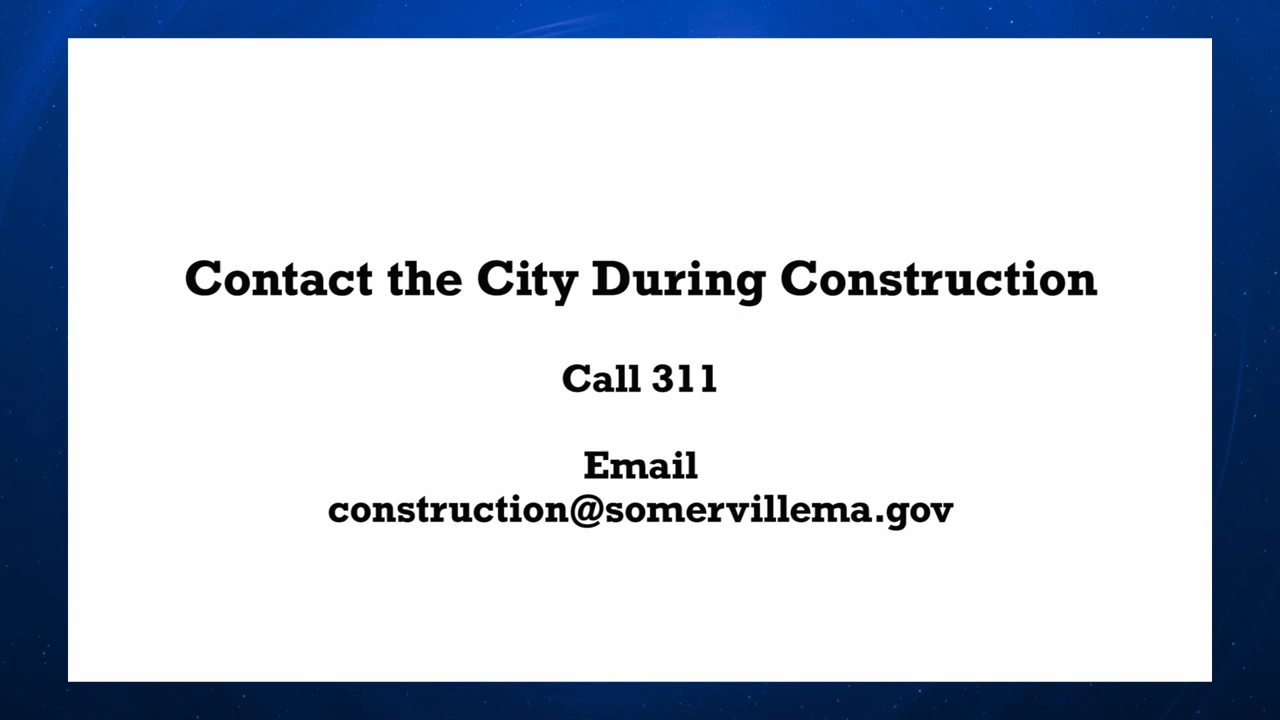 Contact the City During Construction
Call 311
Email
construction@somervillema.gov